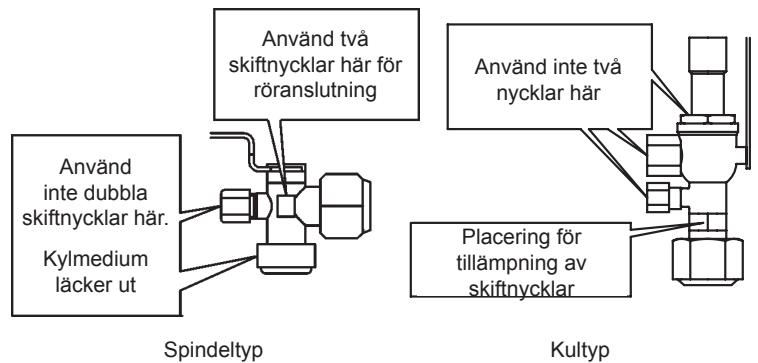 Använd två
skiftnycklar här för
röranslutning
Använd
inte dubbla
skiftnycklar här.
Kylmedium
läcker ut
Spindeltyp
Använd inte två
nycklar här
Placering för
tillämpning av
skiftnycklar
Kultyp